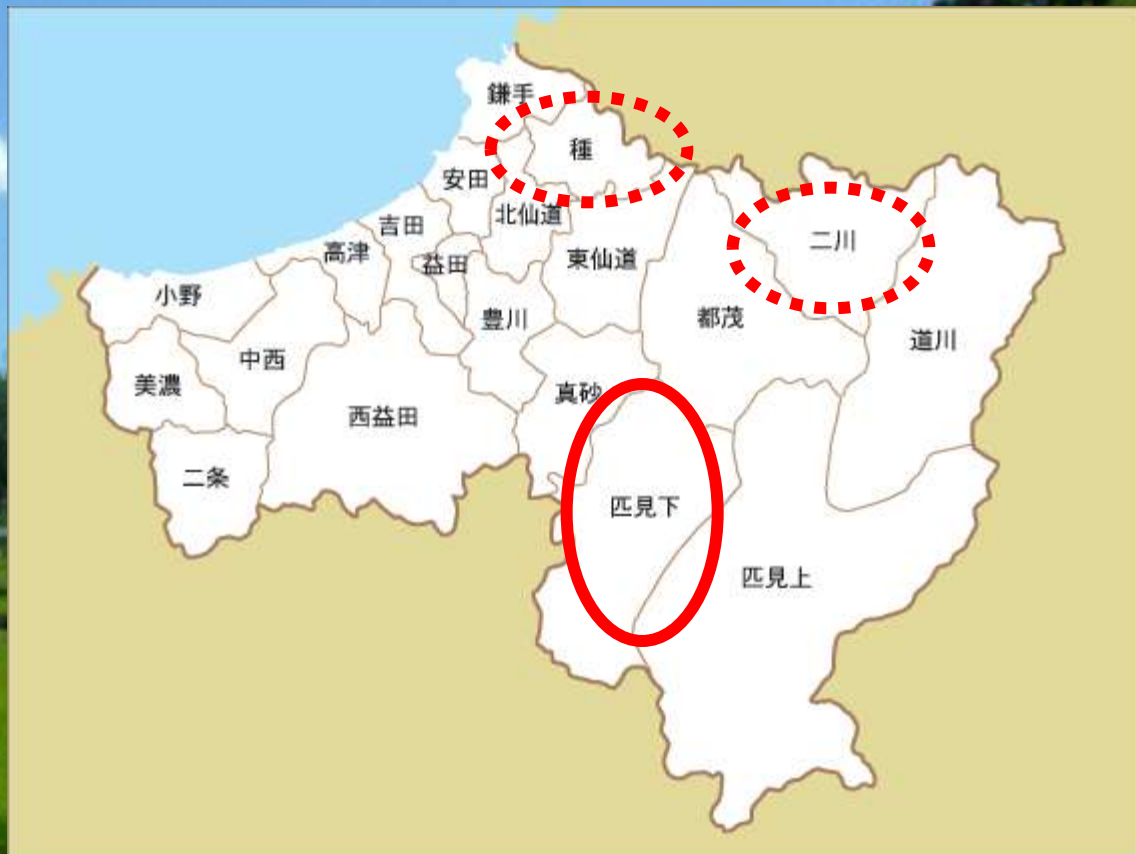 鎌手
種
安田
北仙道
吉田
二川
高津
益田
東仙道
小野
豊川
都茂
道川
中西
美濃
真砂
西益田
二条
匹見下
匹見上